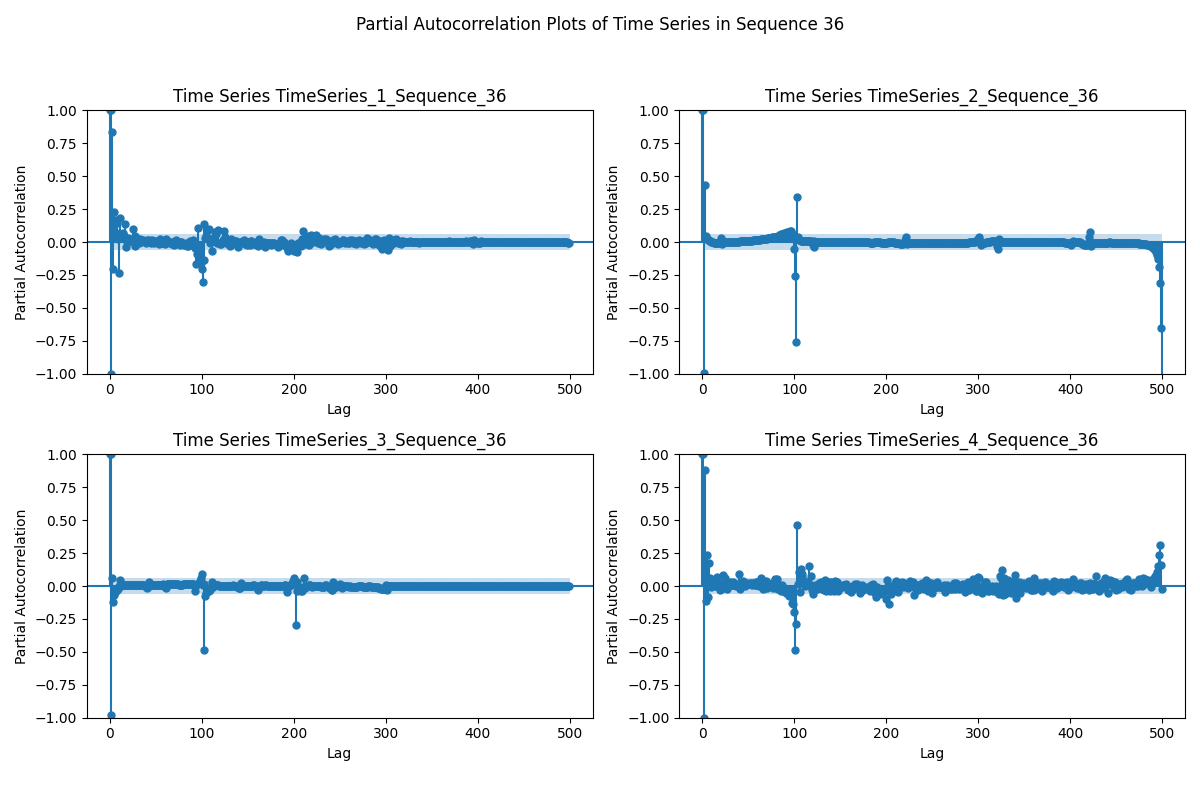 Partial Autocorrelation Plots of Time Series in Sequence 36
Time Series TimeSeries_1_Sequence_36
Partial Autocorrelation
1.00
0.75
0.50
0.25
0.00
−0.25
−0.50
−0.75
−1.00
0 100 200 300 400 500
Lag
Time Series TimeSeries_2_Sequence_36
Partial Autocorrelation
1.00
0.75
0.50
0.25
0.00
−0.25
−0.50
−0.75
−1.00
0 100 200 300 400 500
Lag
Time Series TimeSeries_3_Sequence_36
Partial Autocorrelation
1.00
0.75
0.50
0.25
0.00
−0.25
−0.50
−0.75
−1.00
0 100 200 300 400 500
Lag
Time Series TimeSeries_4_Sequence_36
Partial Autocorrelation
1.00
0.75
0.50
0.25
0.00
−0.25
−0.50
−0.75
−1.00
0 100 200 300 400 500
Lag